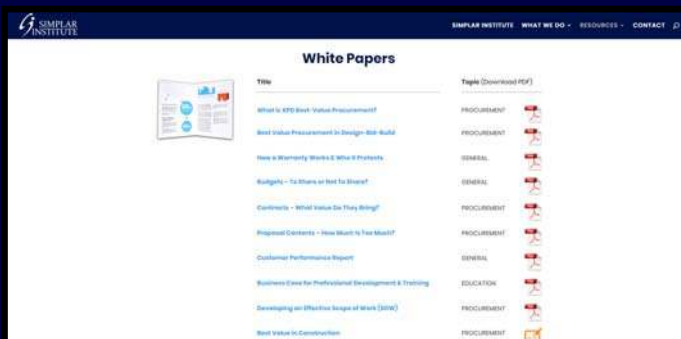 SIMPLAR INSTITUTE
SIMPLAR INSTITUTE WHAT WE DO RESOURCES CONTACT
White Papers
Title Topic (Download PDF)
What is XPD Best-Value Procurement? PROCUREMENT
Best Value Procurement in Design-Bid-Build PROCUREMENT
How a Warranty Works & Who it Protects GENERAL
Budgets – To Share or Not To Share? GENERAL
Contracts – What Value Do They Bring? PROCUREMENT
Proposal Contents – How Much Is Too Much? PROCUREMENT
Customer Performance Report GENERAL
Business Case for Professional Development & Training EDUCATION
Developing an Effective Scope of Work (SOW) PROCUREMENT
Best Value in Construction PROCUREMENT